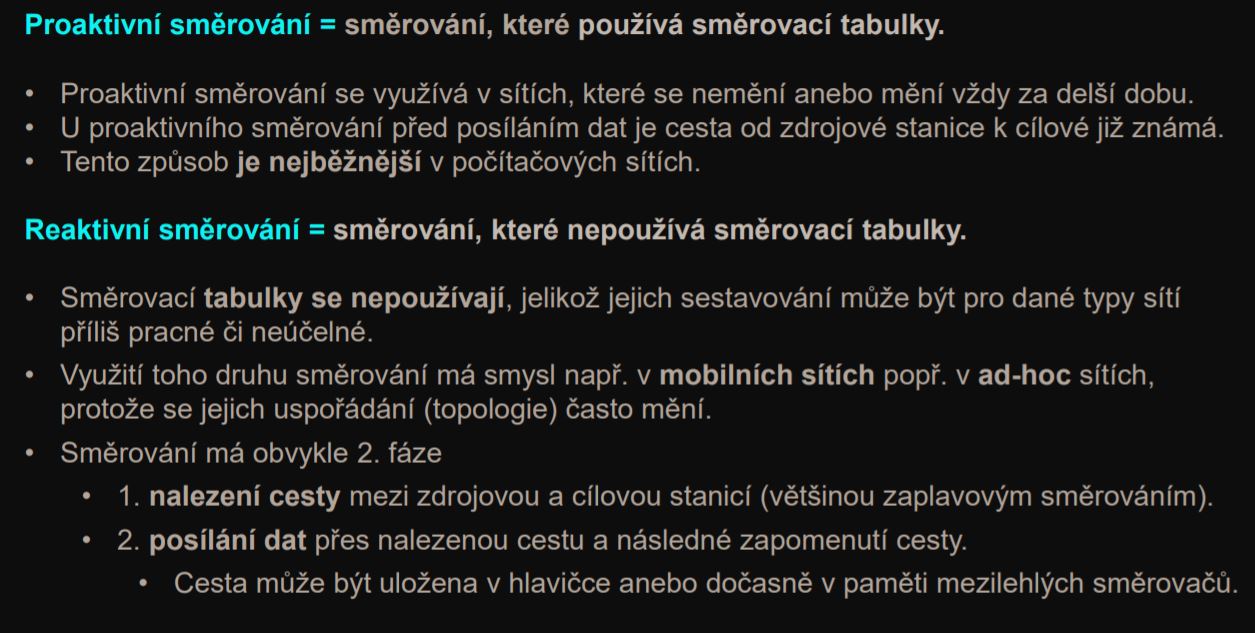 Proaktivní směrování = směrování, které používá směrovací tabulky.
• Proaktivní směrování se využívá v sítích, které se nemění anebo mění vždy za delší dobu.
• U proaktivního směrování před posíláním dat je cesta od zdrojové stanice k cílové již známá.
• Tento způsob je nejběžnější v počítačových sítích.
Reaktivní směrování = směrování, které nepoužívá směrovací tabulky.
• Směrovací tabulky se nepoužívají, jelikož jejich sestavování může být pro dané typy sítí
příliš pracné či neúčelné.
• Využití toho druhu směrování má smysl např. v mobilních sítích popř. v ad-hoc sítích,
protože se jejich uspořádání (topologie) často mění.
• Směrování má obvykle 2. fáze
• 1. nalezení cesty mezi zdrojovou a cílovou stanicí (většinou zaplavovým směrováním).
• 2. posílání dat přes nalezenou cestu a následné zapomenutí cesty.
• Cesta může být uložena v hlavičce anebo dočasně v paměti mezilehlých směrovačů.